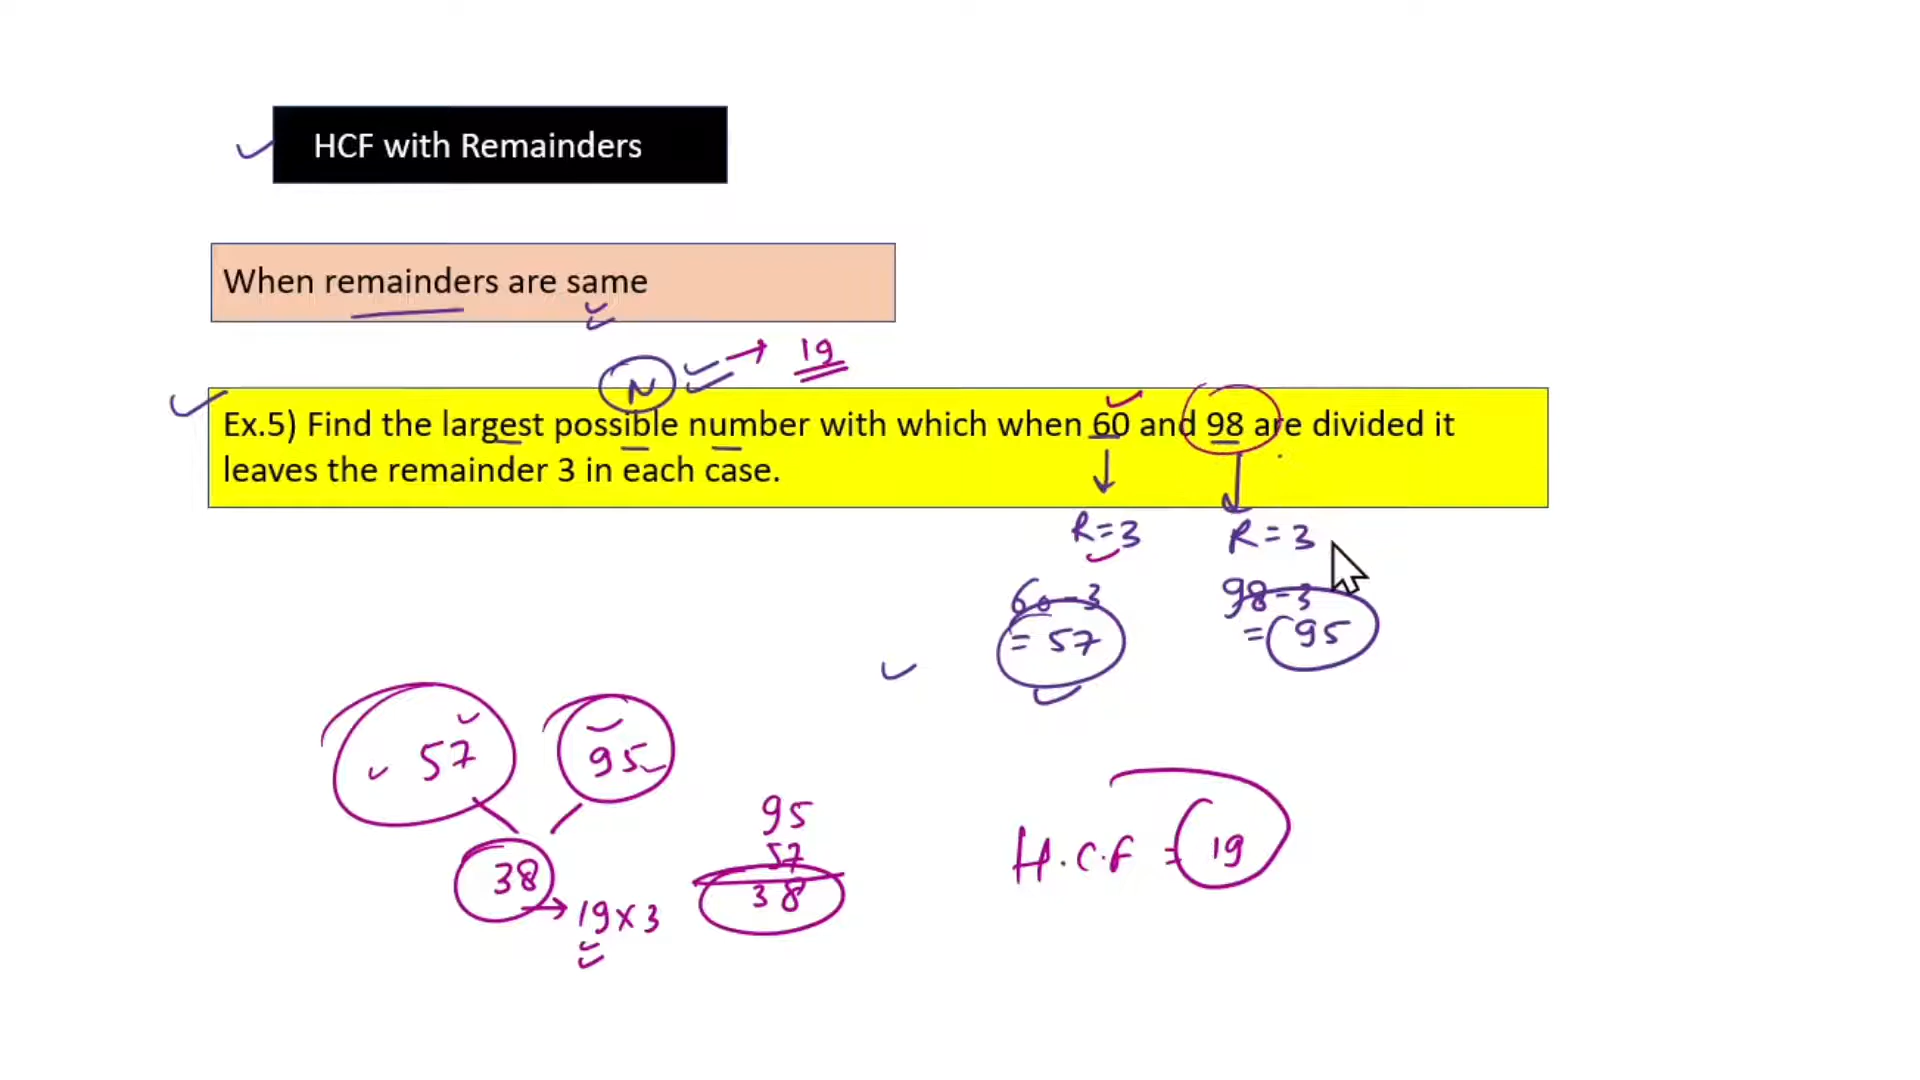 HCF with Remainders
When remainders are same
N → 19
Ex.5) Find the largest possible number with which when 60 and 98 are divided it
leaves the remainder 3 in each case.
R=3 R=3
60-3 98-3
= 57 = 95
57 95
38
→ 19×3
95
57
38
H.C.F = 19